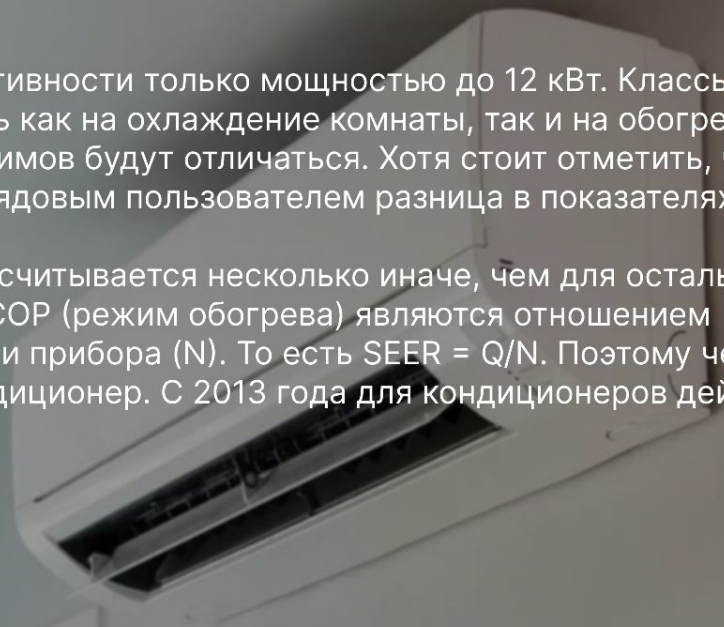 тивности только мощностью до 12 кВт. Классы
ь как на охлаждение комнаты, так и на обогре
имов будут отличаться. Хотя стоит отметить,
ядовым пользователем разница в показателях
считывается несколько иначе, чем для осталь
СОР (режим обогрева) являются отношением
и прибора (N). То есть SEER = Q/N. Поэтому че
диционер. С 2013 года для кондиционеров дей